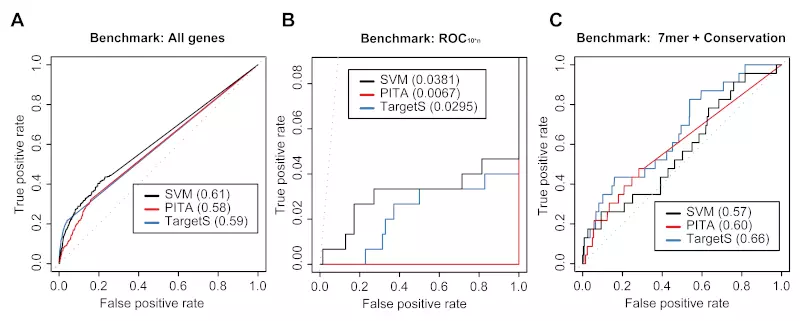 A
Benchmark: All genes
True positive rate
0.0 0.2 0.4 0.6 0.8 1.0
SVM (0.61)
PITA (0.58)
TargetS (0.59)
0.0 0.2 0.4 0.6 0.8 1.0
False positive rate
B
Benchmark: ROC10*n
True positive rate
0.00 0.02 0.04 0.06 0.08
SVM (0.0381)
PITA (0.0067)
TargetS (0.0295)
0.0 0.2 0.4 0.6 0.8 1.0
False positive rate
C
Benchmark: 7mer + Conservation
True positive rate
0.0 0.2 0.4 0.6 0.8 1.0
SVM (0.57)
PITA (0.60)
TargetS (0.66)
0.0 0.2 0.4 0.6 0.8 1.0
False positive rate